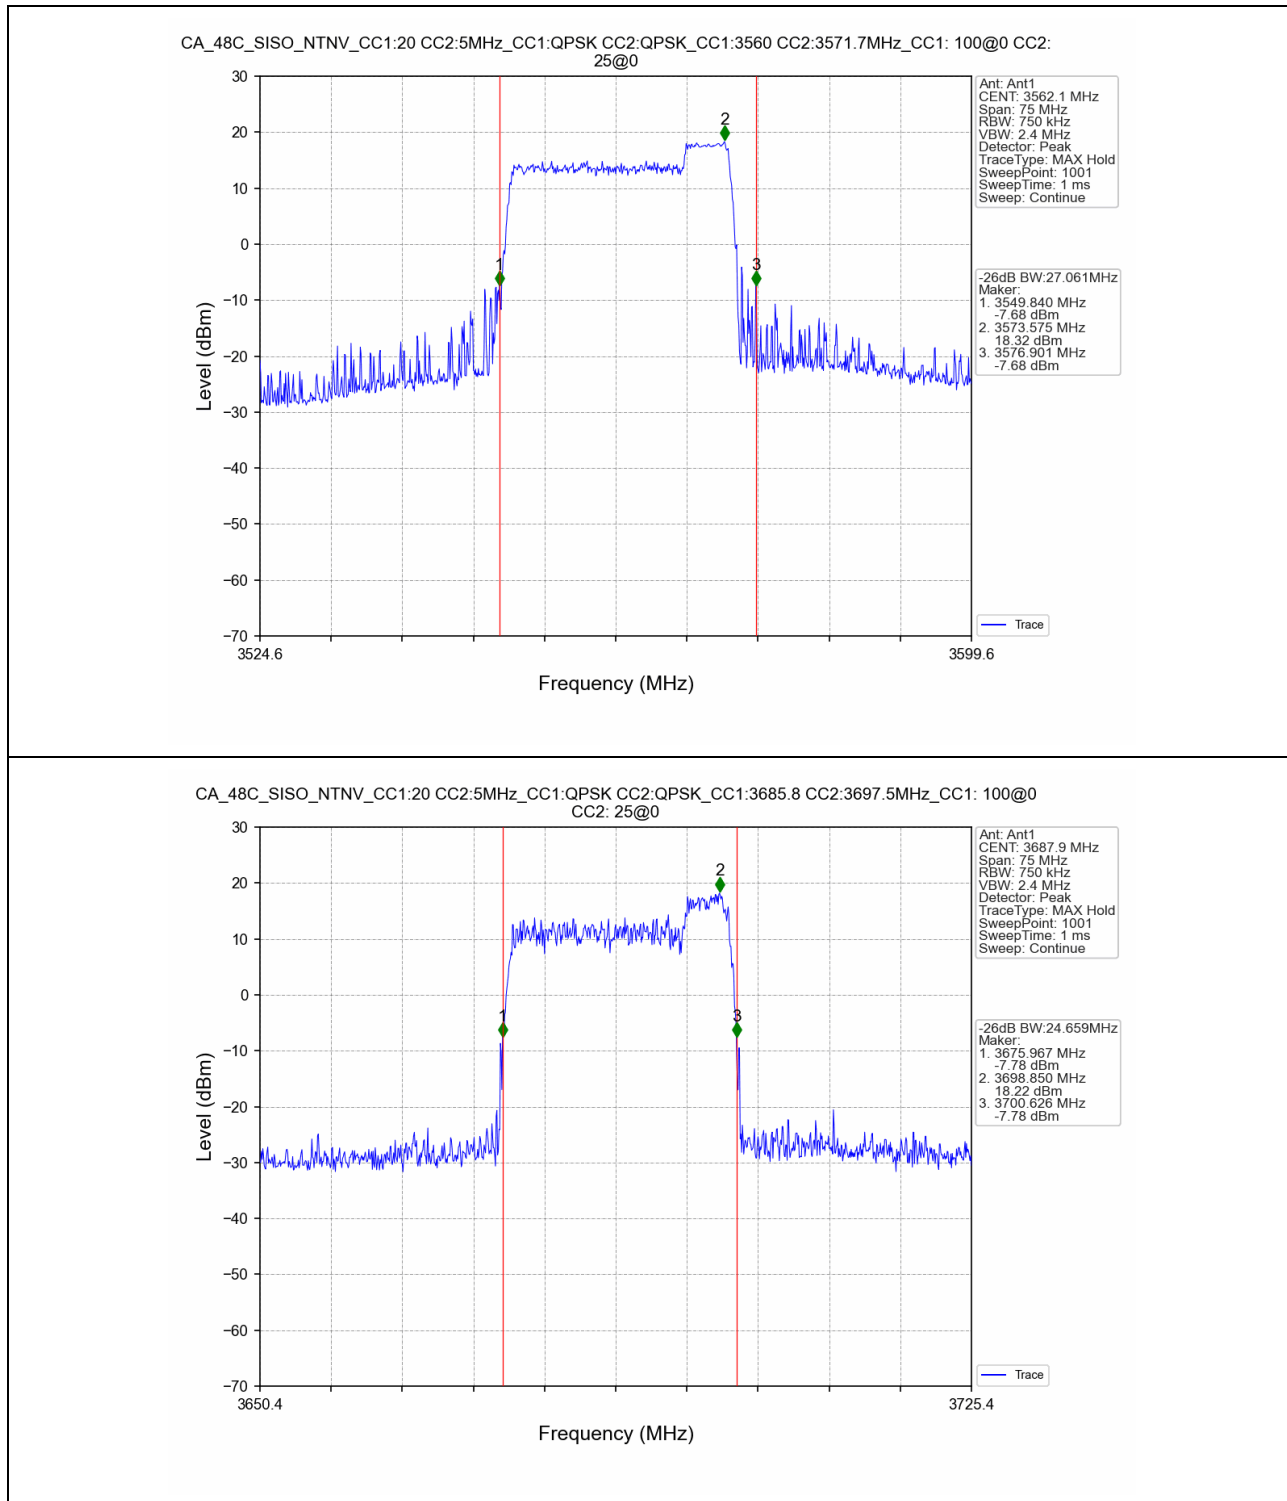 CA_48C_SISO_NTNV_CC1:20 CC2:5MHz_CC1:QPSK CC2:QPSK_CC1:3560 CC2:3571.7MHz_CC1: 100@0 CC2:
25@0
30
20
10
0
−10
−20
−30
−40
−50
−60
−70
Level (dBm)
1
2
3
3524.6
3599.6
Frequency (MHz)
Ant: Ant1
CENT: 3562.1 MHz
Span: 75 MHz
RBW: 750 kHz
VBW: 2.4 MHz
Detector: Peak
TraceType: MAX Hold
SweepPoint: 1001
SweepTime: 1 ms
Sweep: Continue
-26dB BW:27.061MHz
Maker:
1. 3549.840 MHz
-7.68 dBm
2. 3573.575 MHz
18.32 dBm
3. 3576.901 MHz
-7.68 dBm
Trace
CA_48C_SISO_NTNV_CC1:20 CC2:5MHz_CC1:QPSK CC2:QPSK_CC1:3685.8 CC2:3697.5MHz_CC1: 100@0
CC2: 25@0
30
20
10
0
−10
−20
−30
−40
−50
−60
−70
Level (dBm)
1
2
3
3650.4
3725.4
Frequency (MHz)
Ant: Ant1
CENT: 3687.9 MHz
Span: 75 MHz
RBW: 750 kHz
VBW: 2.4 MHz
Detector: Peak
TraceType: MAX Hold
SweepPoint: 1001
SweepTime: 1 ms
Sweep: Continue
-26dB BW:24.659MHz
Maker:
1. 3675.967 MHz
-7.78 dBm
2. 3698.850 MHz
18.22 dBm
3. 3700.626 MHz
-7.78 dBm
Trace